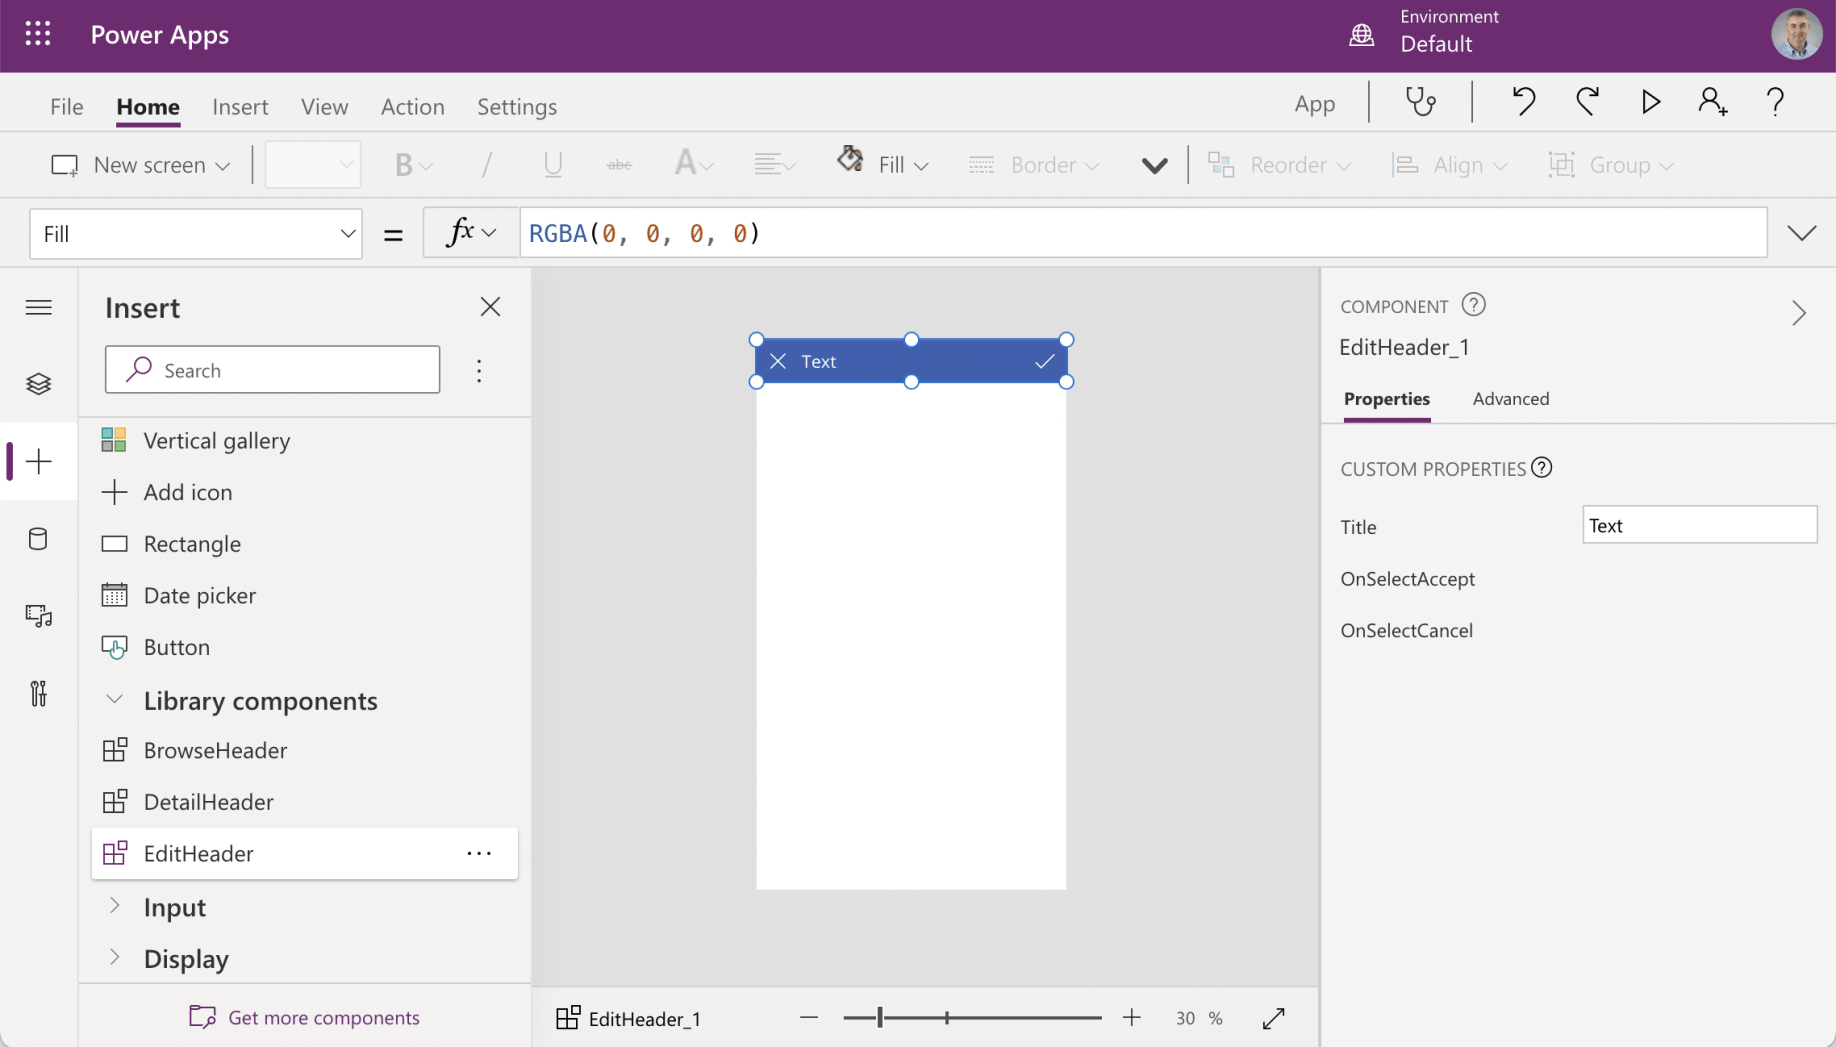 Power Apps
Environment
Default
File Home Insert View Action Settings App
New screen B / U abc A Fill Border Reorder Align Group
Fill = fx RGBA(0, 0, 0, 0)
Insert
Search
Vertical gallery
Add icon
Rectangle
Date picker
Button
Library components
BrowseHeader
DetailHeader
EditHeader ...
Input
Display
Get more components
Text
EditHeader_1
30 %
COMPONENT ?
EditHeader_1
Properties Advanced
CUSTOM PROPERTIES ?
Title Text
OnSelectAccept
OnSelectCancel